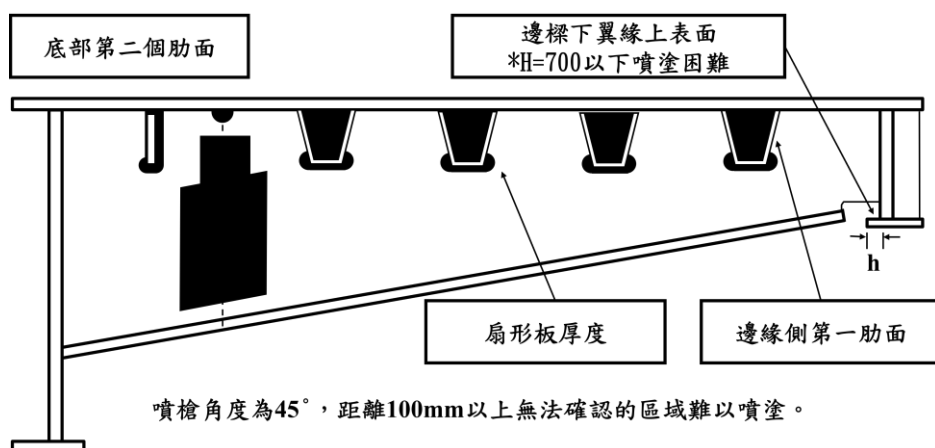 底部第二個肋面
邊樑下翼緣上表面
*H=700以下噴塗困難
h
扇形板厚度
邊緣側第一肋面
噴槍角度為45°，距離100mm以上無法確認的區域難以噴塗。